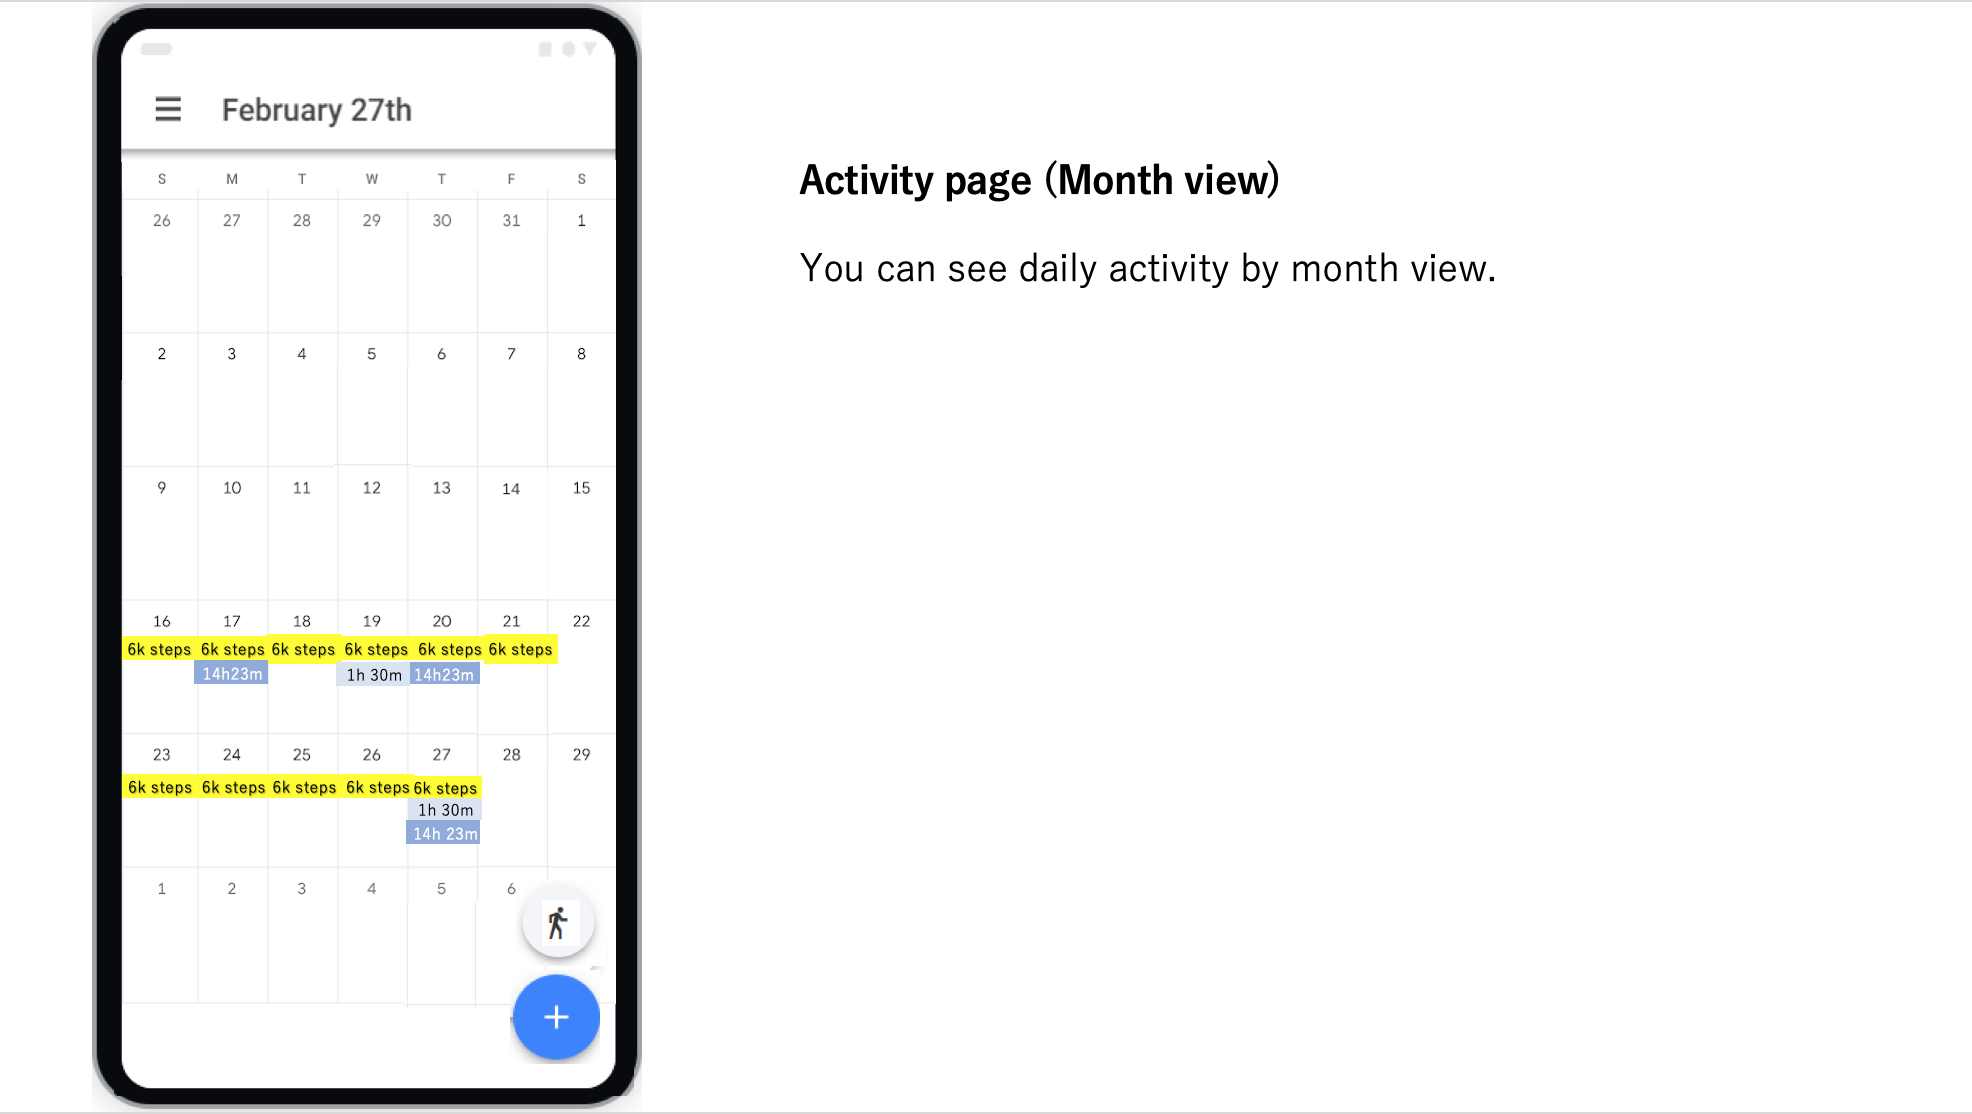 February 27th
S M T W T F S
26 27 28 29 30 31 1
2 3 4 5 6 7 8
9 10 11 12 13 14 15
16 17 18 19 20 21 22
6k steps 6k steps 6k steps 6k steps 6k steps 6k steps
14h23m 1h 30m 14h23m
23 24 25 26 27 28 29
6k steps 6k steps 6k steps 6k steps 6k steps
1h 30m
14h 23m
1 2 3 4 5 6
+
Activity page (Month view)
You can see daily activity by month view.